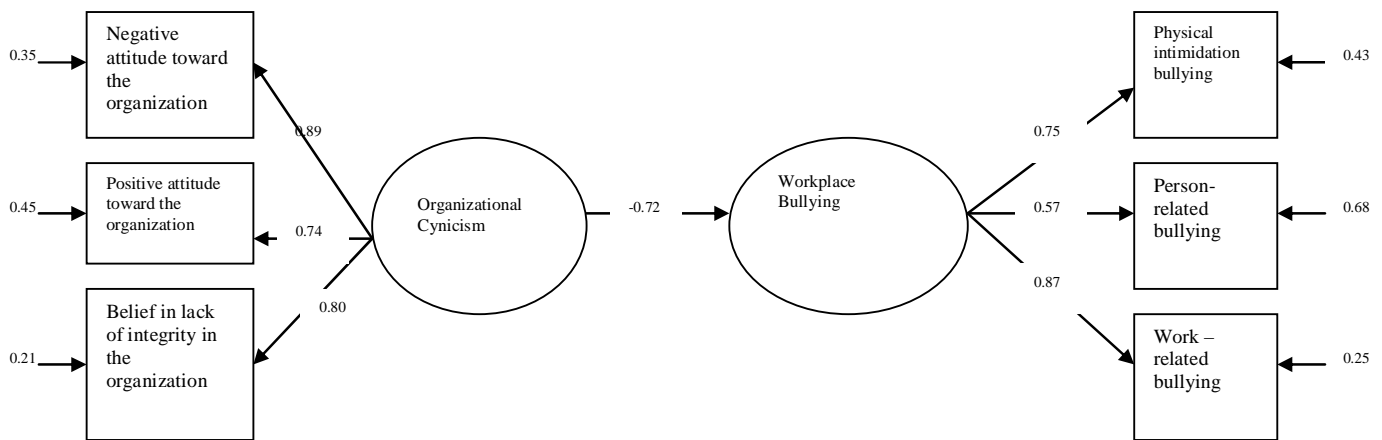 0.35
Negative
attitude toward
the
organization
0.89
0.45
Positive attitude
toward the
organization
0.74
0.21
Belief in lack
of integrity in
the
organization
0.80
Organizational
Cynicism
-0.72
Workplace
Bullying
0.75
Physical
intimidation
bullying
0.43
0.57
Person-
related
bullying
0.68
0.87
Work –
related
bullying
0.25